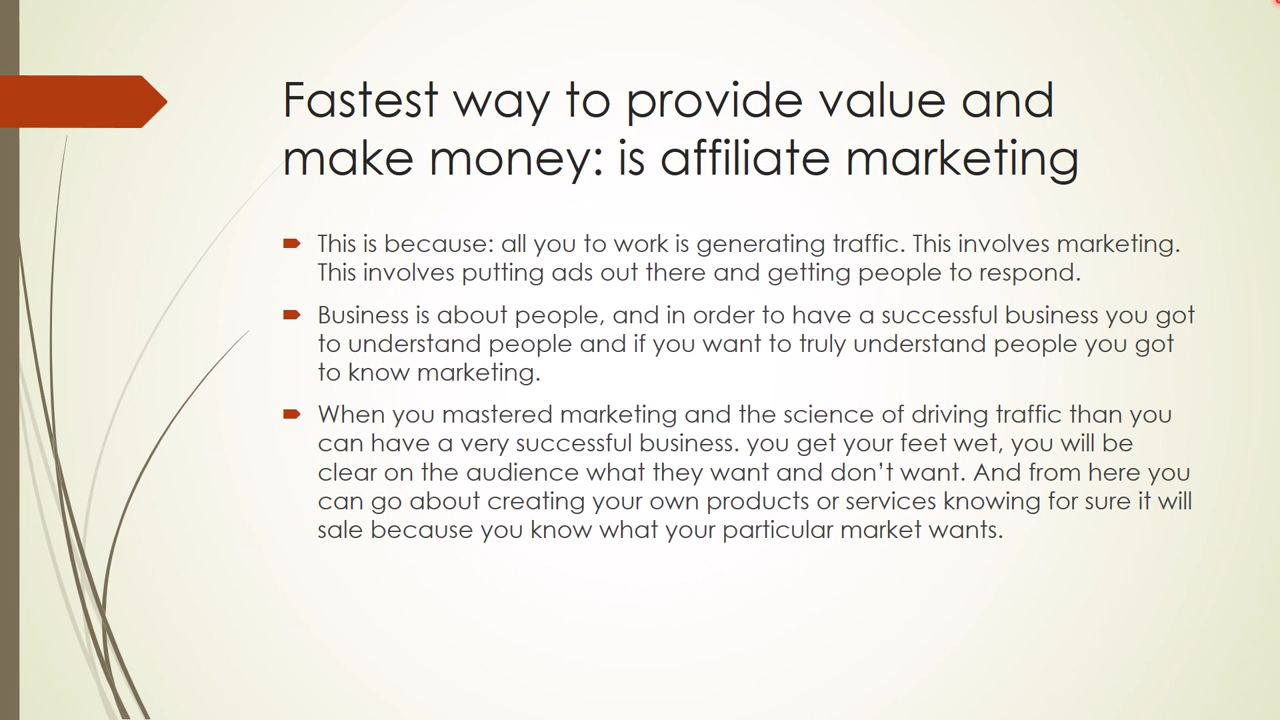 Fastest way to provide value and
make money: is affiliate marketing
This is because: all you to work is generating traffic. This involves marketing.
This involves putting ads out there and getting people to respond.
Business is about people, and in order to have a successful business you got
to understand people and if you want to truly understand people you got
to know marketing.
When you mastered marketing and the science of driving traffic than you
can have a very successful business. you get your feet wet, you will be
clear on the audience what they want and don’t want. And from here you
can go about creating your own products or services knowing for sure it will
sale because you know what your particular market wants.